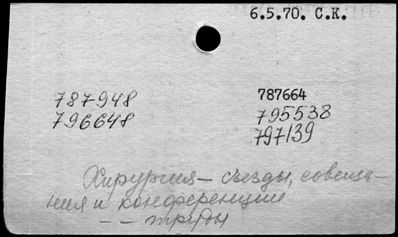 6.5.70. С.К.
787948
787664
796648
795538
797139
Хирургия – съезды, совеща-
ния и конференции
– – труды